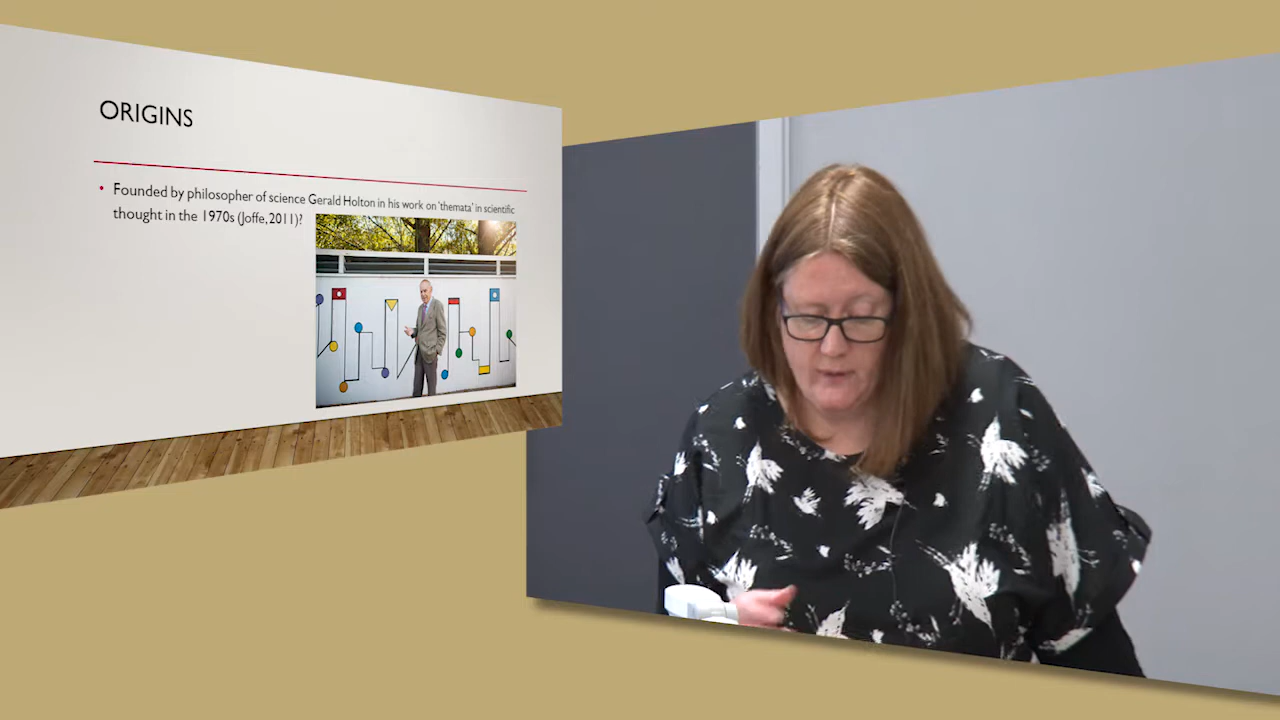 ORIGINS
• Founded by philosopher of science Gerald Holton in his work on 'themata' in scientific
thought in the 1970s (Joffe, 2011)?